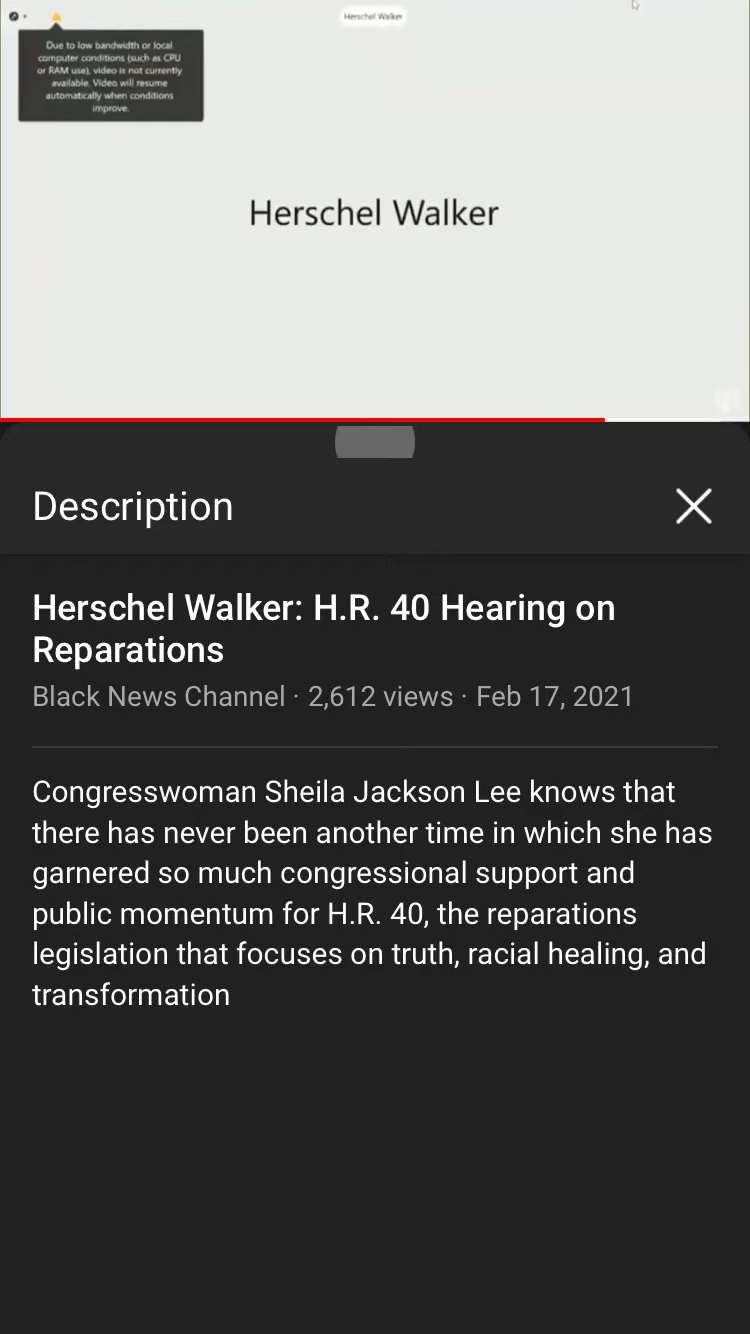 Herschel Walker
Due to low bandwidth or local
computer conditions (such as CPU
or RAM use), video is not currently
available. Video will resume
automatically when conditions
improve.
Herschel Walker
Description
Herschel Walker: H.R. 40 Hearing on
Reparations
Black News Channel · 2,612 views · Feb 17, 2021
Congresswoman Sheila Jackson Lee knows that
there has never been another time in which she has
garnered so much congressional support and
public momentum for H.R. 40, the reparations
legislation that focuses on truth, racial healing, and
transformation